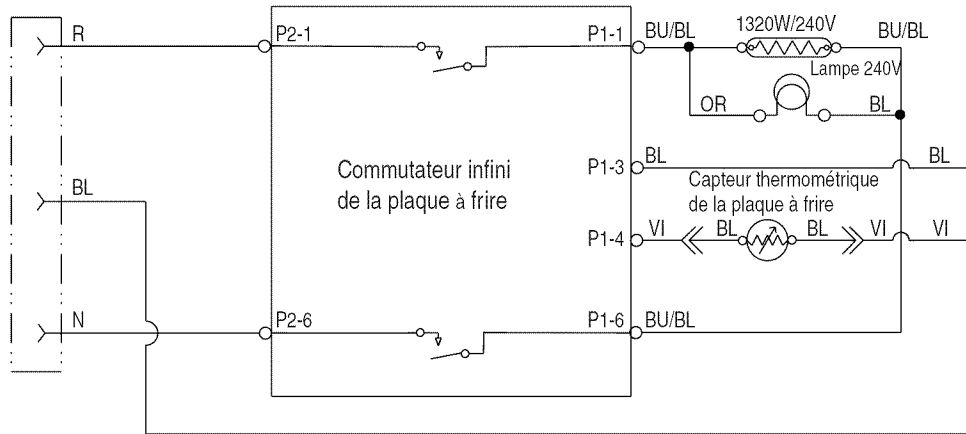 R
P2-1
P1-1
BU/BL
1320W/240V
BU/BL
Lampe 240V
OR
BL
Commutateur infini
de la plaque à frire
P1-3
BL
BL
Capteur thermométrique
de la plaque à frire
BL
P1-4
VI
BL
BL
VI
VI
N
P2-6
P1-6
BU/BL